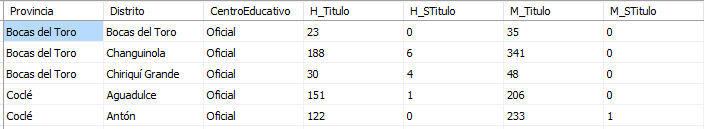 Provincia Distrito CentroEducativo H_Titulo H_STitulo M_Titulo M_STitulo
Bocas del Toro Bocas del Toro Oficial 23 0 35 0
Bocas del Toro Changuinola Oficial 188 6 341 0
Bocas del Toro Chiriquí Grande Oficial 30 4 48 0
Coclé Aguadulce Oficial 151 1 206 0
Coclé Antón Oficial 122 0 233 1